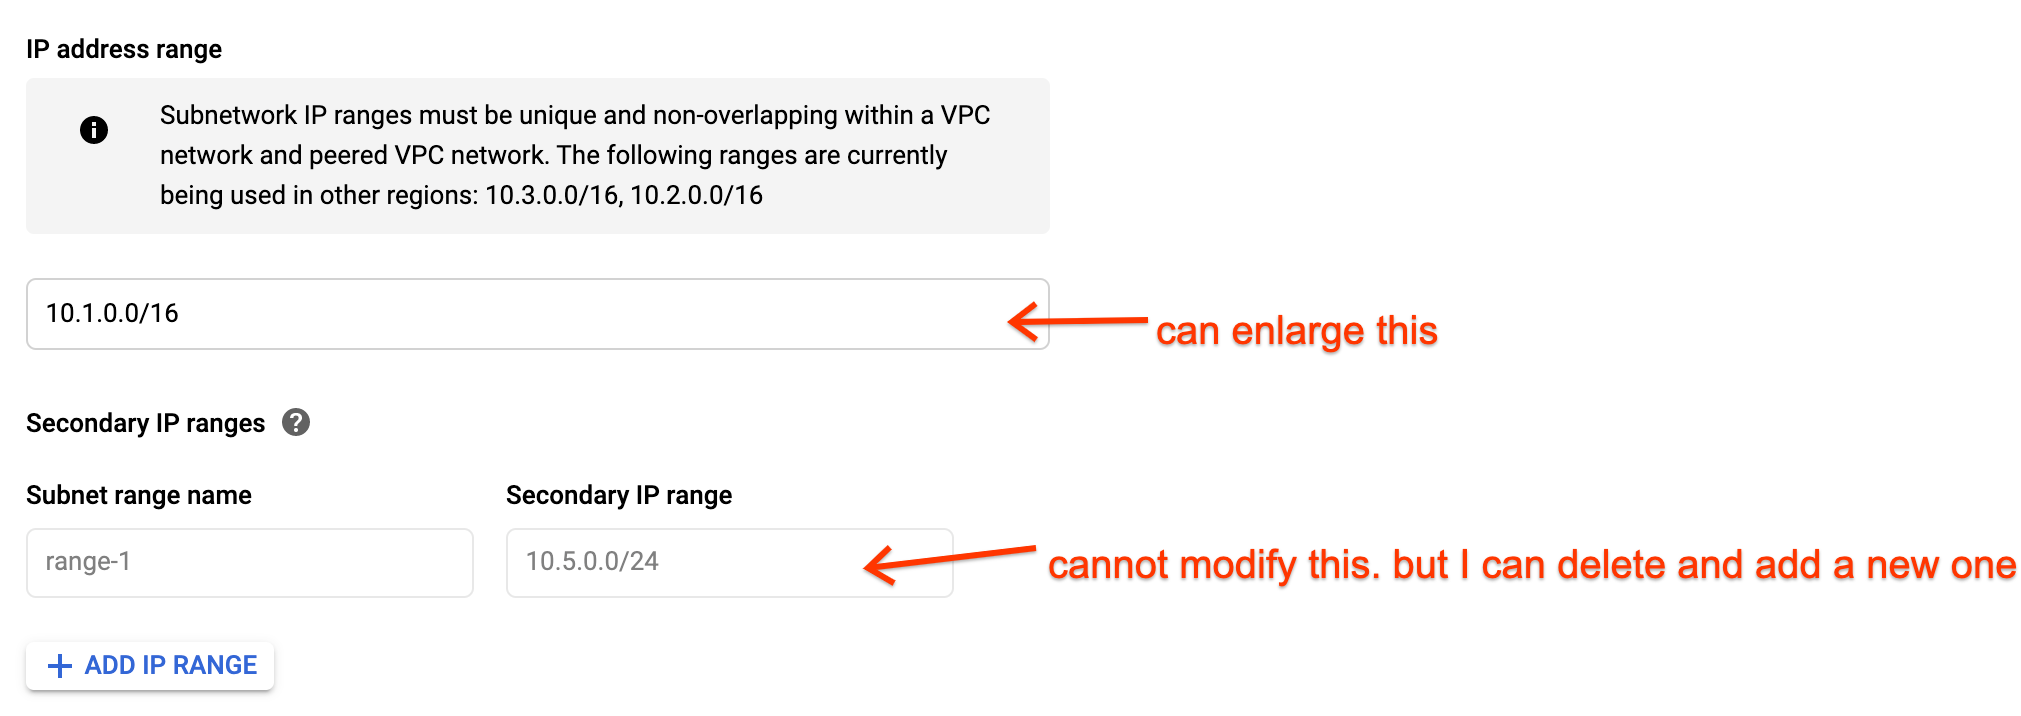 IP address range
Subnetwork IP ranges must be unique and non-overlapping within a VPC
network and peered VPC network. The following ranges are currently
being used in other regions: 10.3.0.0/16, 10.2.0.0/16
10.1.0.0/16
can enlarge this
Secondary IP ranges ?
Subnet range name
Secondary IP range
range-1
10.5.0.0/24
cannot modify this. but I can delete and add a new one
+ ADD IP RANGE